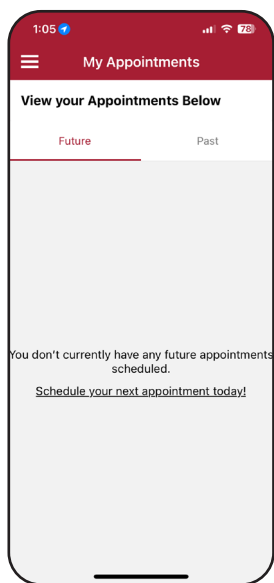 1:05
78
My Appointments
View your Appointments Below
Future Past
You don't currently have any future appointments
scheduled.
Schedule your next appointment today!